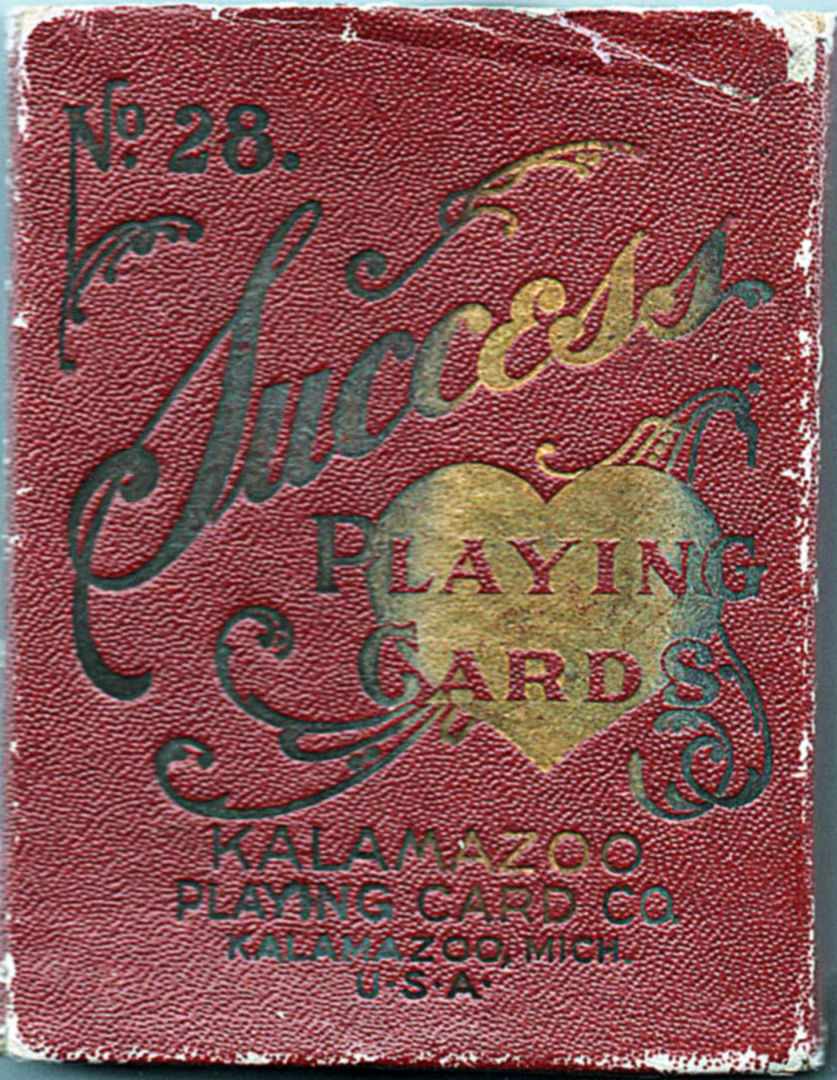 No. 28.
Success
PLAYING
CARDS
KALAMAZOO
PLAYING CARD CO.
KALAMAZOO, MICH.
U·S·A·